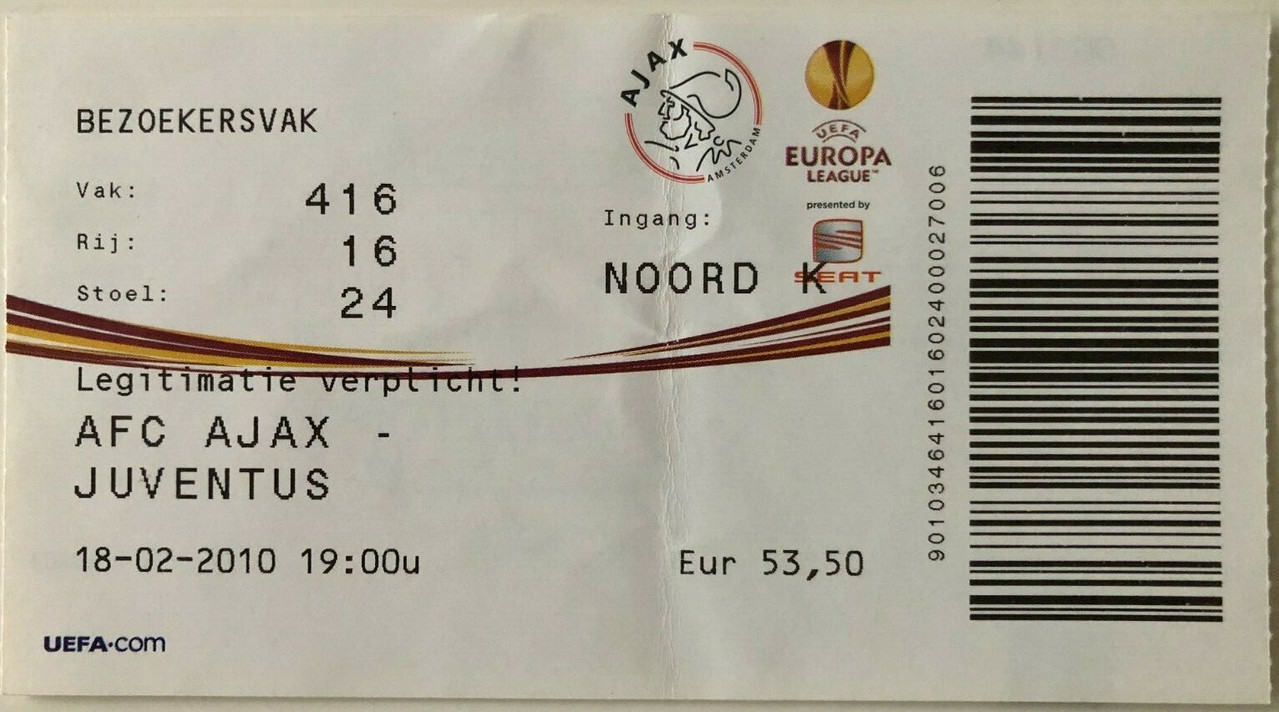 BEZOEKERSVAK
Vak: 416
Rij: 16
Stoel: 24
AJAX
AMSTERDAM
UEFA
EUROPA
LEAGUE™
presented by
SEAT
Ingang:
NOORD K
Legitimatie verplicht!
AFC AJAX -
JUVENTUS
18-02-2010 19:00u
Eur 53,50
UEFA.com
9010346416016024000027006